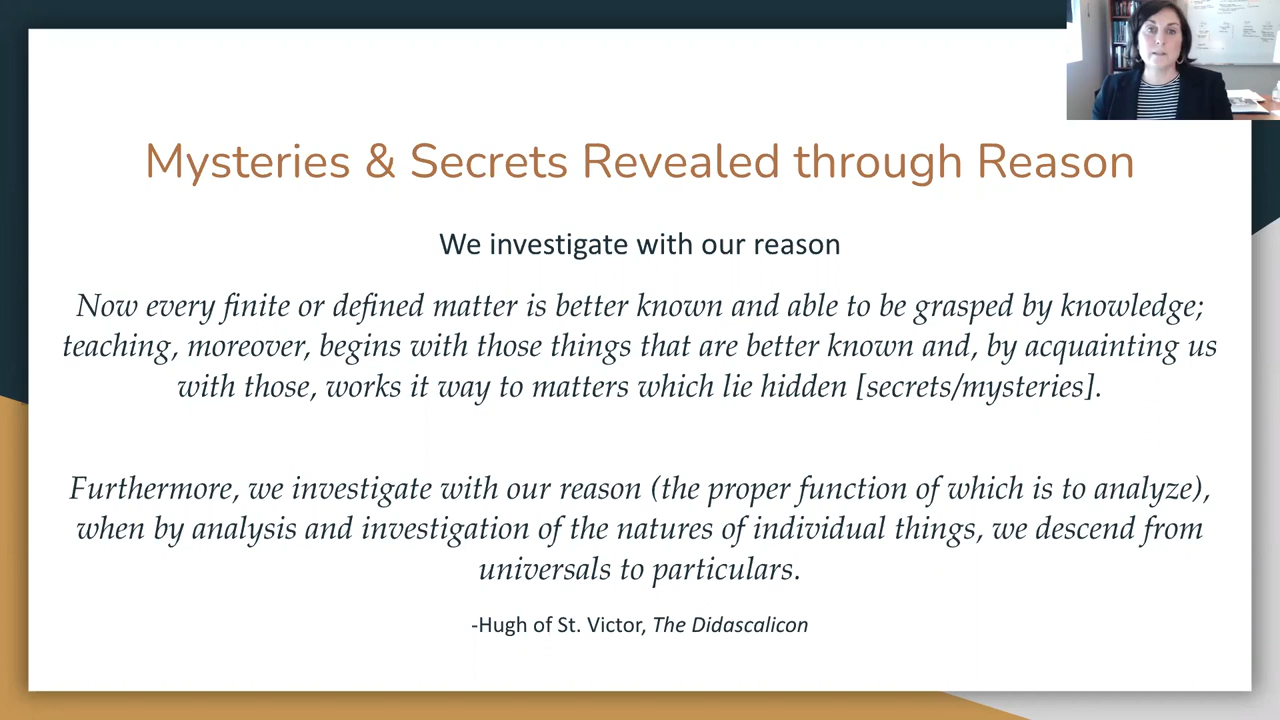 Mysteries & Secrets Revealed through Reason
We investigate with our reason
Now every finite or defined matter is better known and able to be grasped by knowledge;
teaching, moreover, begins with those things that are better known and, by acquainting us
with those, works it way to matters which lie hidden [secrets/mysteries].
Furthermore, we investigate with our reason (the proper function of which is to analyze),
when by analysis and investigation of the natures of individual things, we descend from
universals to particulars.
-Hugh of St. Victor, The Didascalicon